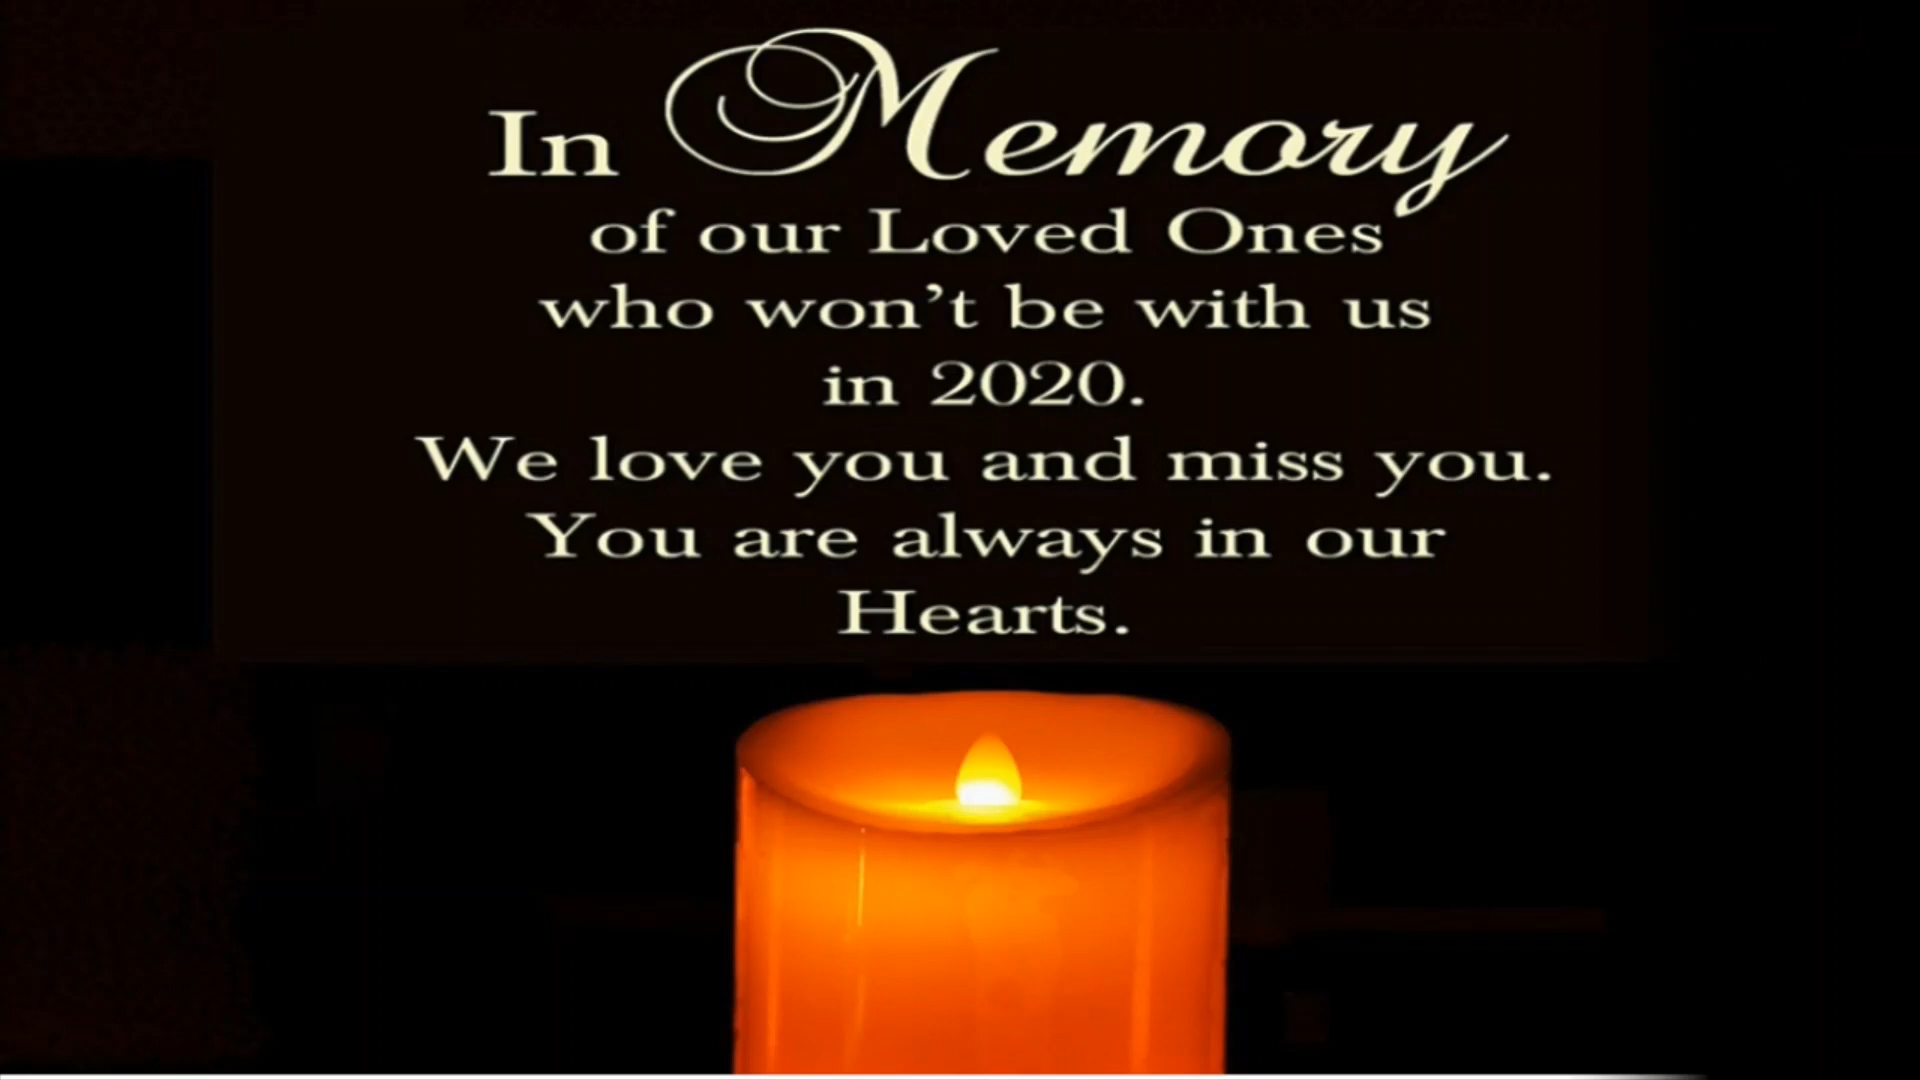 In Memory
of our Loved Ones
who won’t be with us
in 2020.
We love you and miss you.
You are always in our
Hearts.